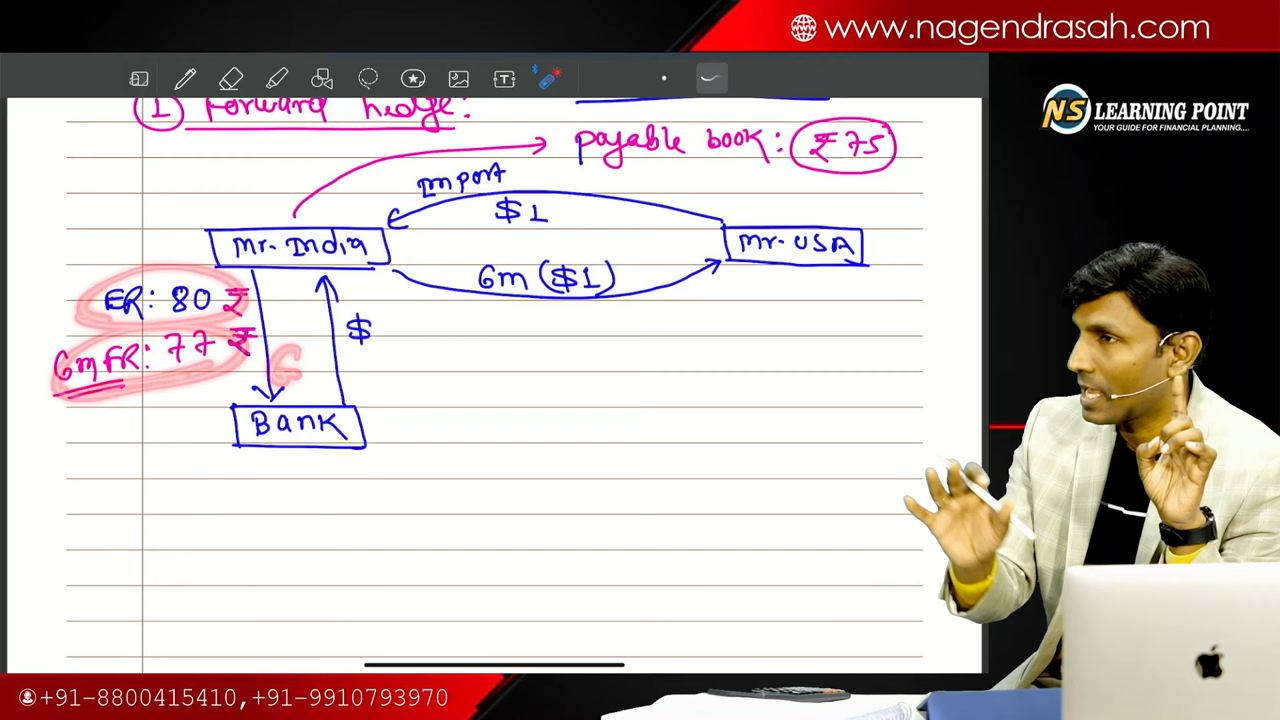 www.nagendrasah.com
NS LEARNING POINT
YOUR GUIDE FOR FINANCIAL PLANNING....
① Forward hedge:
payable book: ₹75
Import
$1
Mr. India
Mr. USA
6m ($1)
ER: 80 ₹
$
6m FR: 77 ₹
Bank
+91-8800415410,+91-9910793970